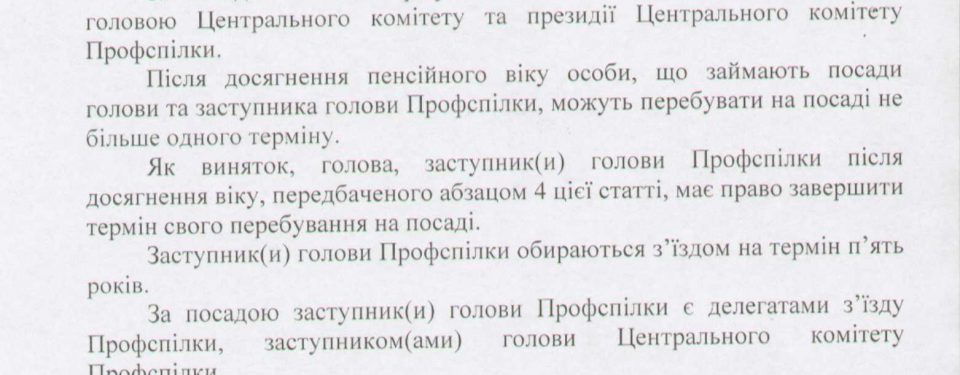 головою Центрального комітету та президії Центрального комітету
Профспілки.
Після досягнення пенсійного віку особи, що займають посади
голови та заступника голови Профспілки, можуть перебувати на посаді не
більше одного терміну.
Як виняток, голова, заступник(и) голови Профспілки після
досягнення віку, передбаченого абзацом 4 цієї статті, має право завершити
термін свого перебування на посаді.
Заступник(и) голови Профспілки обираються з’їздом на термін п’ять
років.
За посадою заступник(и) голови Профспілки є делегатами з’їзду
Профспілки, заступником(ами) голови Центрального комітету
Профспілки